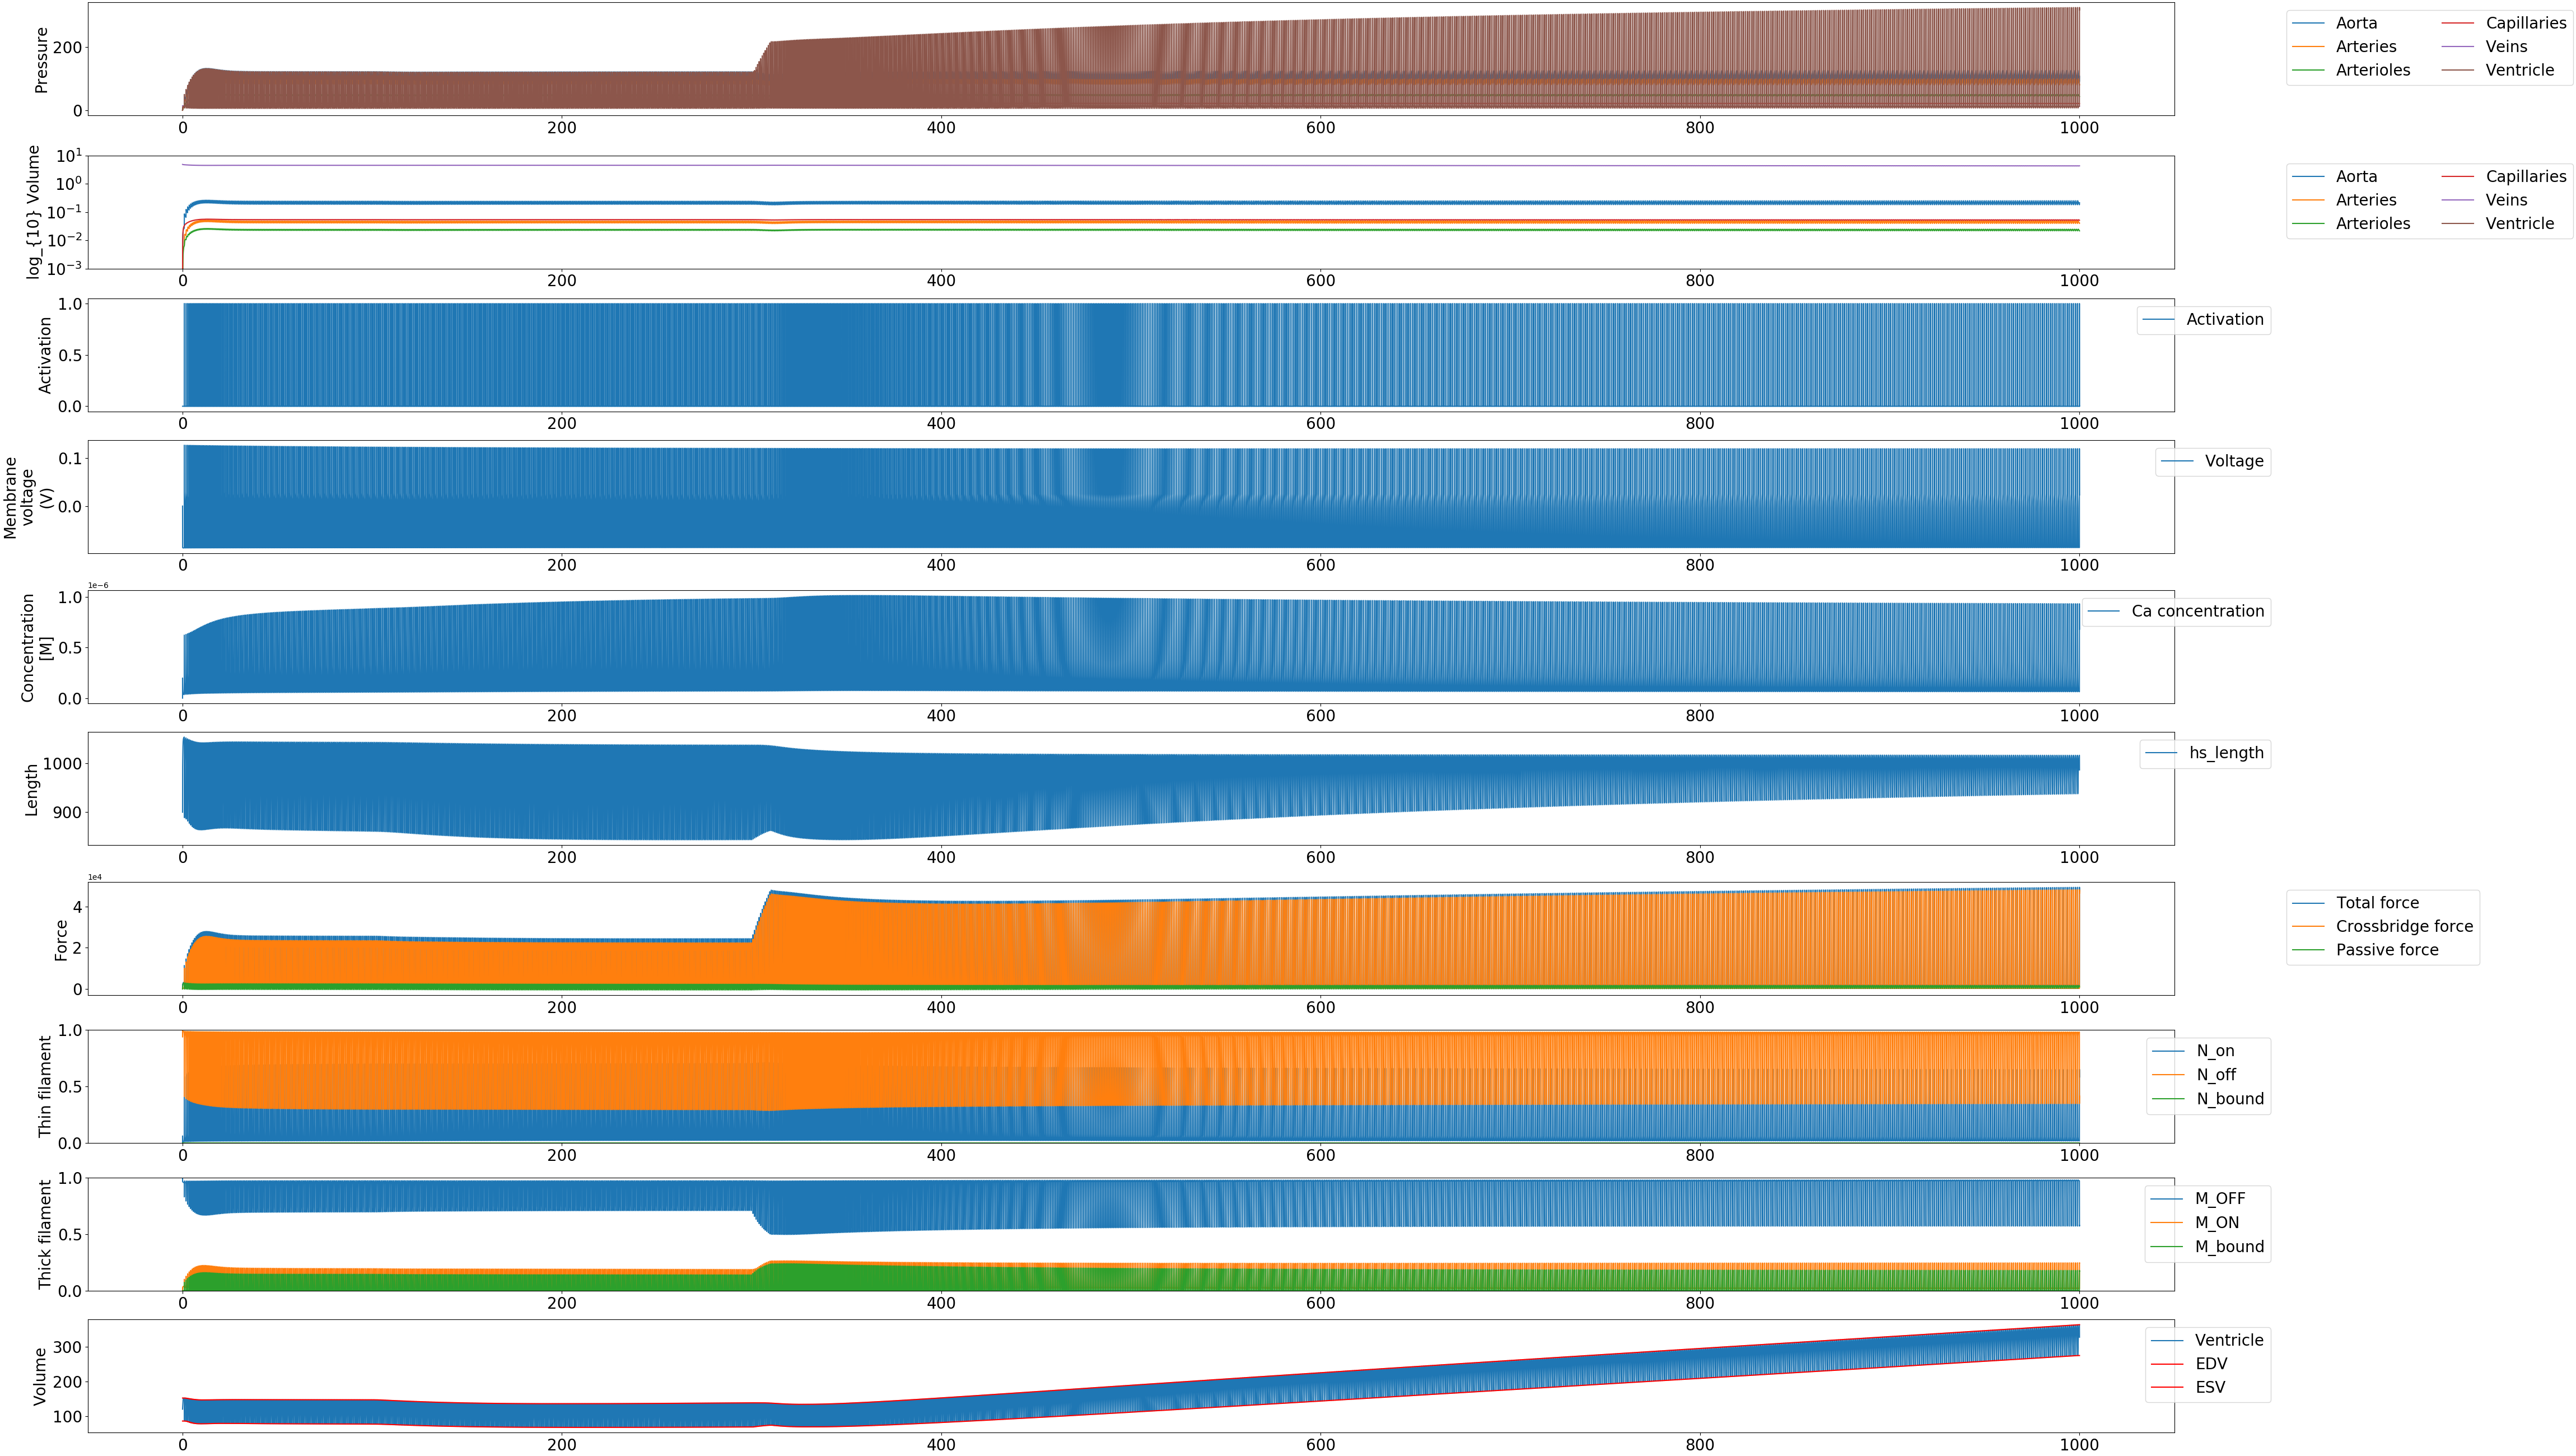 Pressure
200
0
0 200 400 600 800 1000
Aorta Capillaries
Arteries Veins
Arterioles Ventricle
log_{10} Volume
10¹
10⁰
10⁻¹
10⁻²
10⁻³
0 200 400 600 800 1000
Aorta Capillaries
Arteries Veins
Arterioles Ventricle
Activation
1.0
0.5
0.0
0 200 400 600 800 1000
Activation
Membrane
voltage
(V)
0.1
0.0
0 200 400 600 800 1000
Voltage
Concentration
[M]
1e−6
1.0
0.5
0.0
0 200 400 600 800 1000
Ca concentration
Length
1000
900
0 200 400 600 800 1000
hs_length
Force
1e4
4
2
0
0 200 400 600 800 1000
Total force
Crossbridge force
Passive force
Thin filament
1.0
0.5
0.0
0 200 400 600 800 1000
N_on
N_off
N_bound
Thick filament
1.0
0.5
0.0
0 200 400 600 800 1000
M_OFF
M_ON
M_bound
Volume
300
200
100
0 200 400 600 800 1000
Ventricle
EDV
ESV